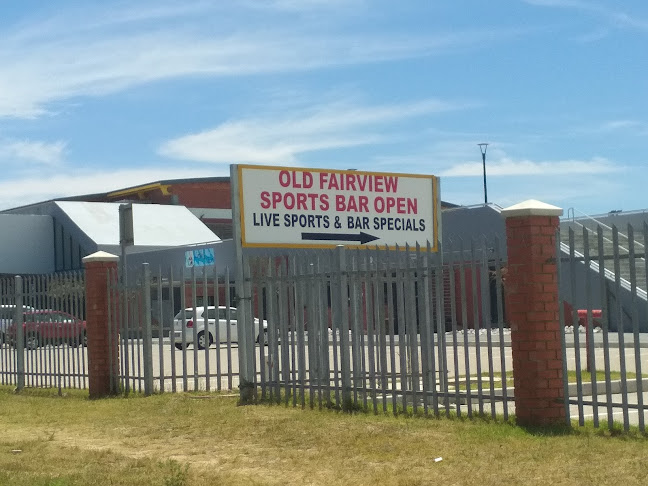 OLD FAIRVIEW
SPORTS BAR OPEN
LIVE SPORTS & BAR SPECIALS